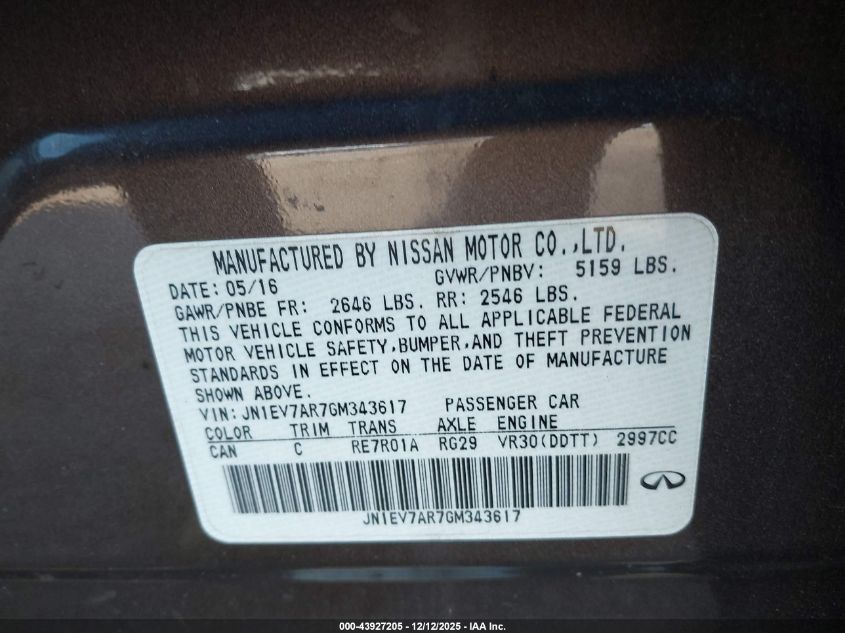 MANUFACTURED BY NISSAN MOTOR CO.,LTD.
DATE: 05/16 GVWR/PNBV: 5159 LBS.
GAWR/PNBE FR: 2646 LBS. RR: 2546 LBS.
THIS VEHICLE CONFORMS TO ALL APPLICABLE FEDERAL
MOTOR VEHICLE SAFETY,BUMPER,AND THEFT PREVENTION
STANDARDS IN EFFECT ON THE DATE OF MANUFACTURE
SHOWN ABOVE.
VIN: JN1EV7AR7GM343617 PASSENGER CAR
COLOR TRIM TRANS AXLE ENGINE
CAN C RE7R01A RG29 VR30(DDTT) 2997CC
JN1EV7AR7GM343617
000-43927205 - 12/12/2025 - IAA Inc.